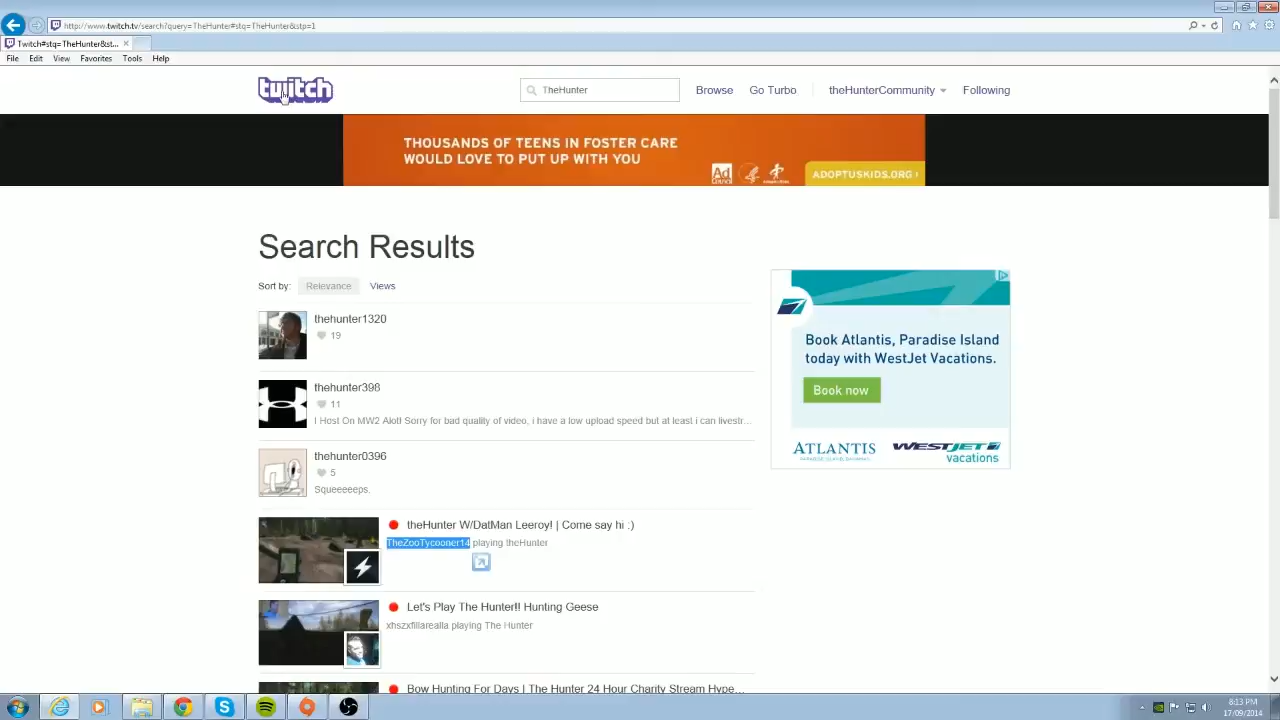 http://www.twitch.tv/search?query=TheHunter#stq=TheHunter&stp=1
Twitch#stq=TheHunter&st...
File Edit View Favorites Tools Help
twitch
TheHunter
Browse
Go Turbo
theHunterCommunity
Following
THOUSANDS OF TEENS IN FOSTER CARE
WOULD LOVE TO PUT UP WITH YOU
Ad
ADOPTUSKIDS.ORG ›
Search Results
Sort by: Relevance Views
thehunter1320
19
thehunter398
11
I Host On MW2 Alot! Sorry for bad quality of video, i have a low upload speed but at least i can livestr...
thehunter0396
5
Squeeeeeps.
theHunter W/DatMan Leeroy! | Come say hi :)
TheZooTycooner14 playing theHunter
Let's Play The Hunter!! Hunting Geese
xhszxfillarealla playing The Hunter
Bow Hunting For Days | The Hunter 24 Hour Charity Stream Hype...
Book Atlantis, Paradise Island
today with WestJet Vacations.
Book now
ATLANTIS
WESTJET
vacations
8:13 PM
17/09/2014